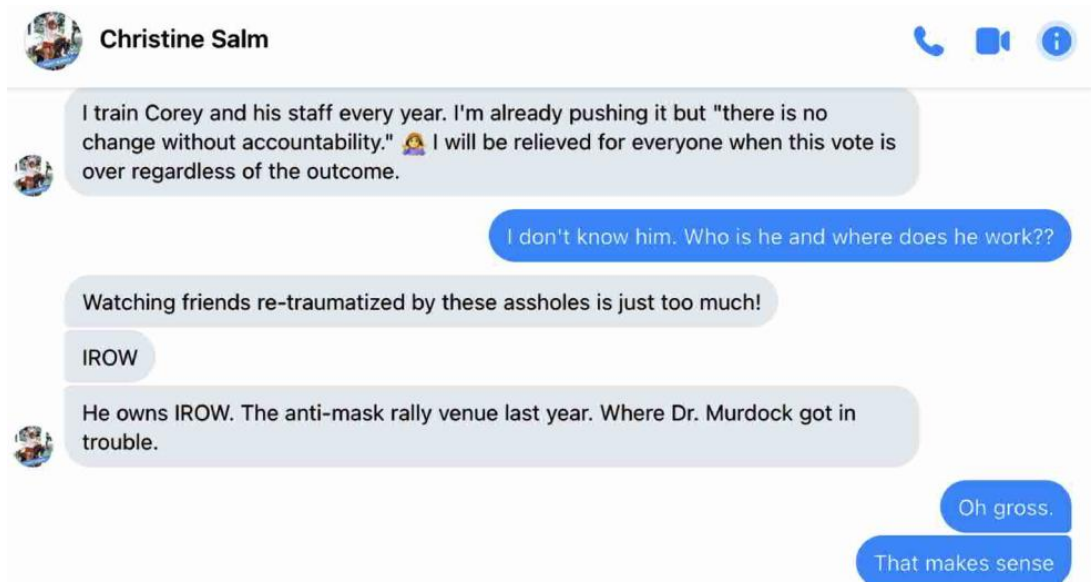 Christine Salm
I train Corey and his staff every year. I'm already pushing it but "there is no
change without accountability." 🤷‍♀️ I will be relieved for everyone when this vote is
over regardless of the outcome.
I don't know him. Who is he and where does he work??
Watching friends re-traumatized by these assholes is just too much!
IROW
He owns IROW. The anti-mask rally venue last year. Where Dr. Murdock got in
trouble.
Oh gross.
That makes sense